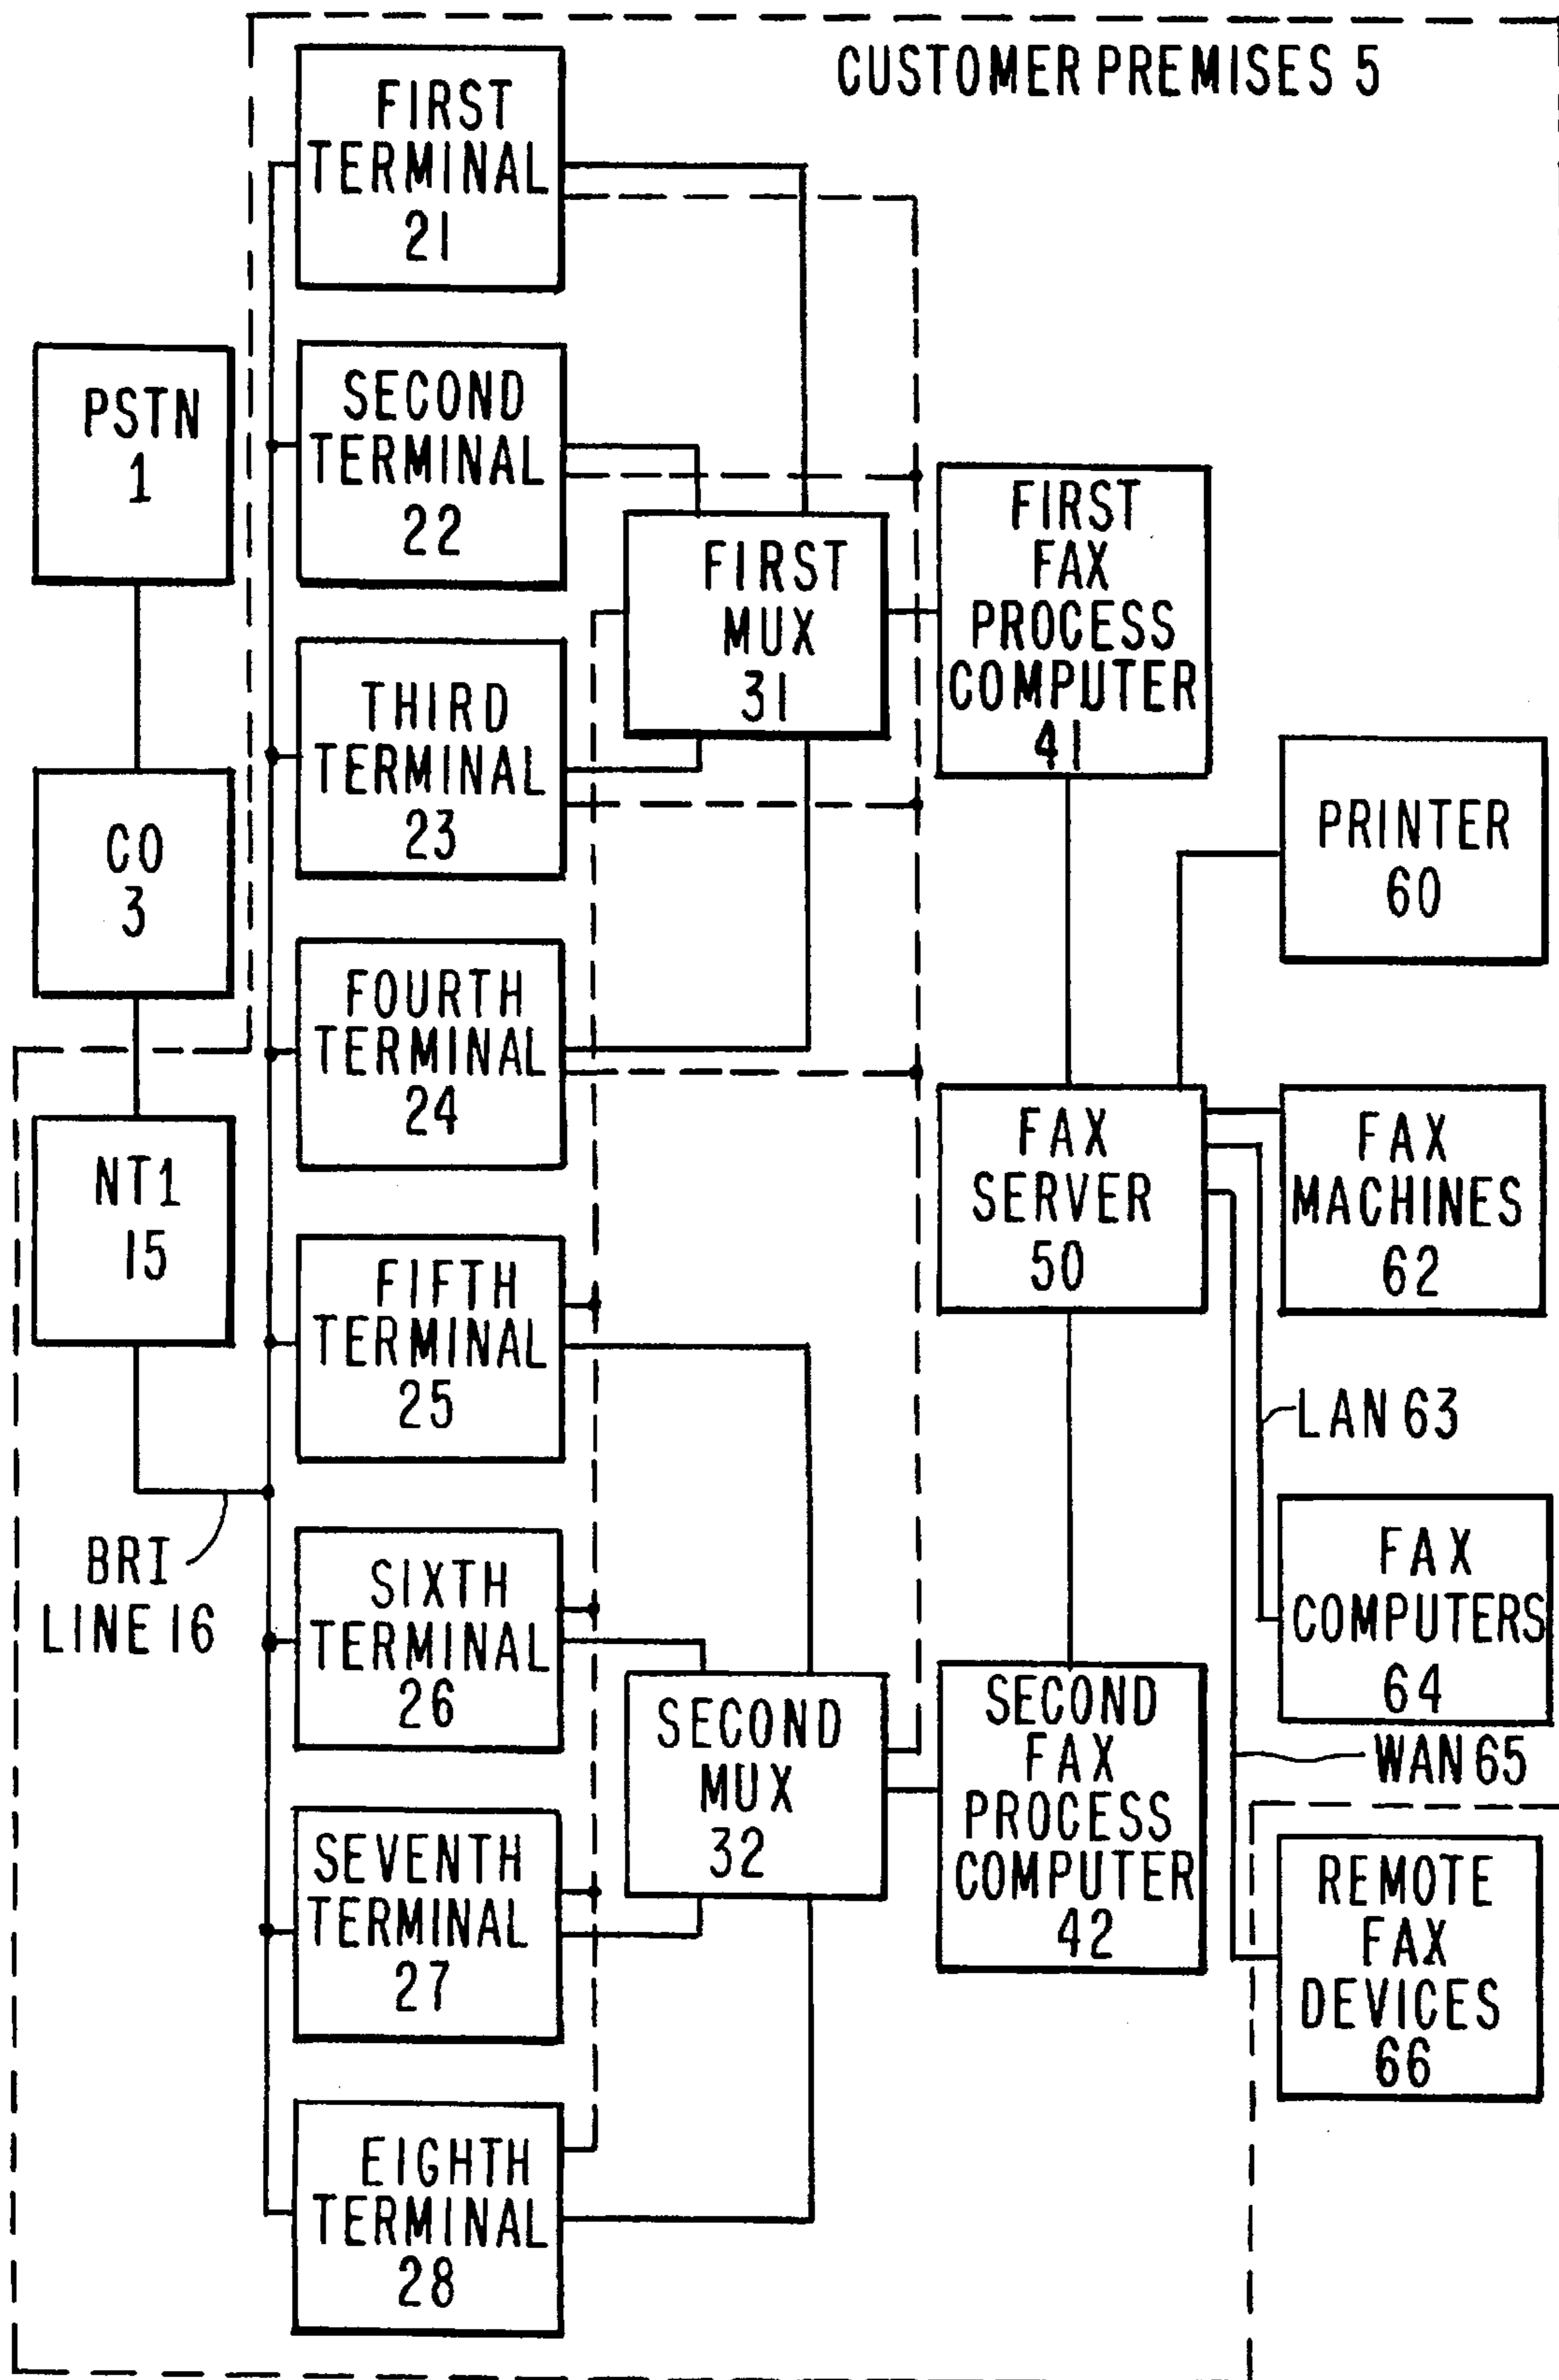 CUSTOMER PREMISES 5
FIRST
TERMINAL
21
SECOND
TERMINAL
22
THIRD
TERMINAL
23
FOURTH
TERMINAL
24
FIFTH
TERMINAL
25
SIXTH
TERMINAL
26
SEVENTH
TERMINAL
27
EIGHTH
TERMINAL
28
PSTN
1
CO
3
NT1
15
BRI
LINE 16
FIRST
MUX
31
SECOND
MUX
32
FIRST
FAX
PROCESS
COMPUTER
41
FAX
SERVER
50
SECOND
FAX
PROCESS
COMPUTER
42
PRINTER
60
FAX
MACHINES
62
LAN 63
FAX
COMPUTERS
64
WAN 65
REMOTE
FAX
DEVICES
66